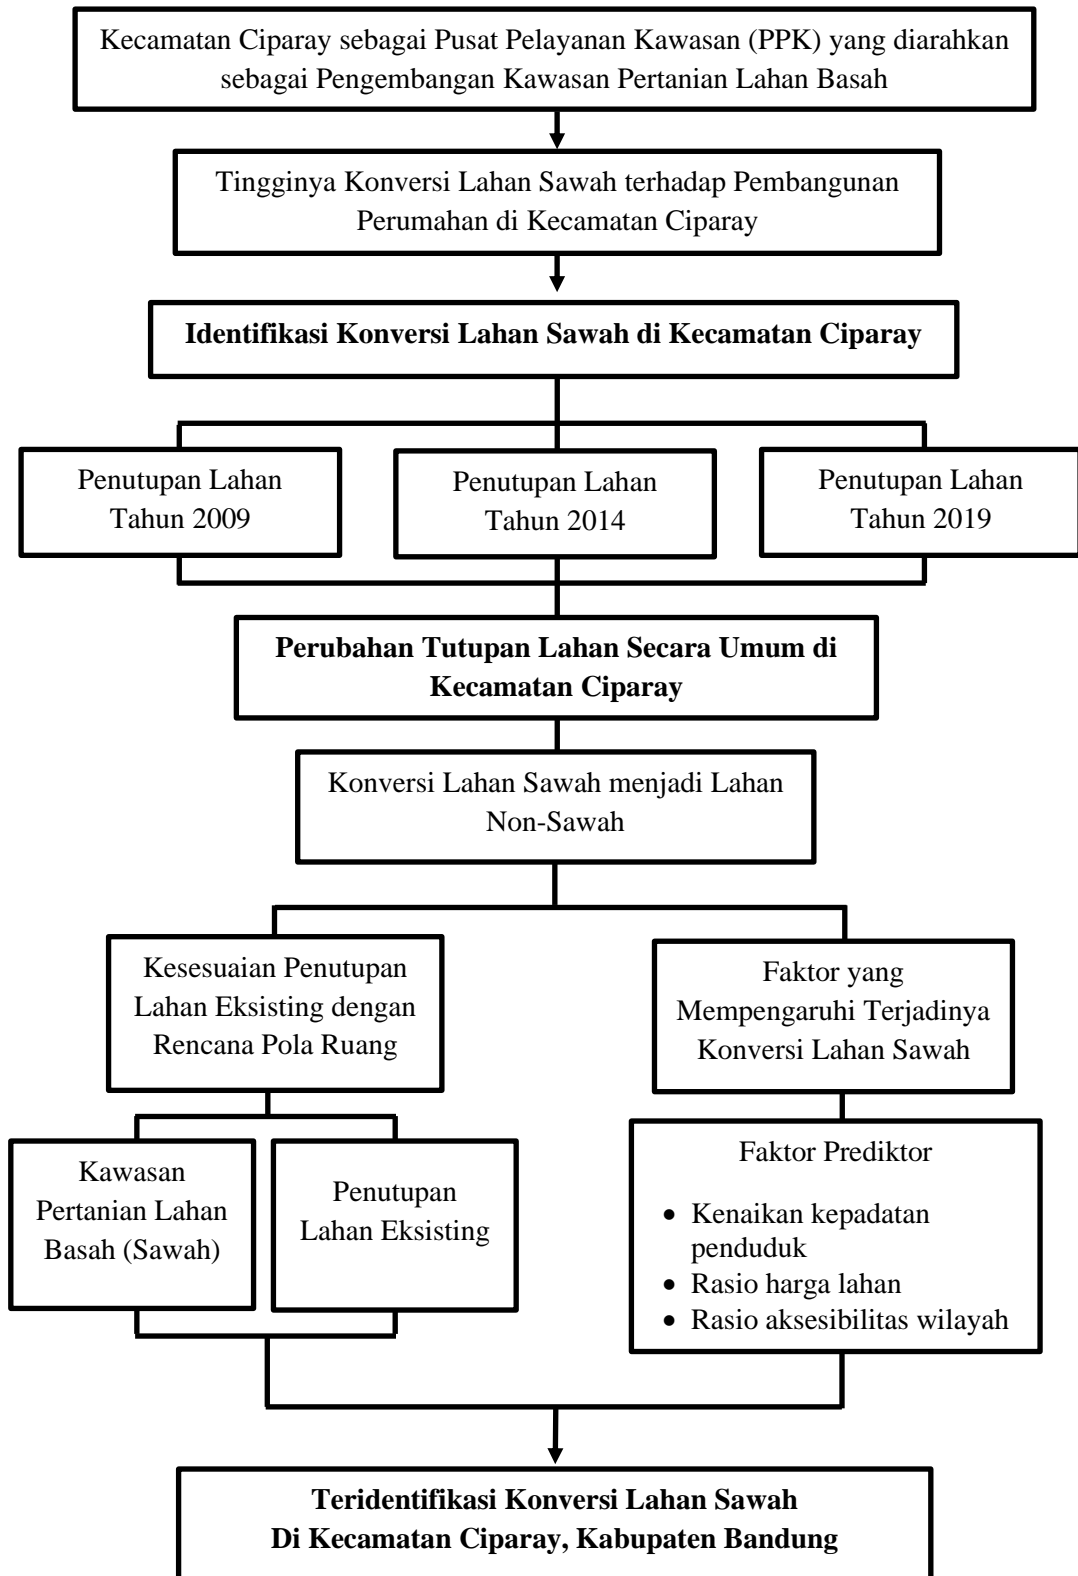 Kecamatan Ciparay sebagai Pusat Pelayanan Kawasan (PPK) yang diarahkan
sebagai Pengembangan Kawasan Pertanian Lahan Basah
Tingginya Konversi Lahan Sawah terhadap Pembangunan
Perumahan di Kecamatan Ciparay
Identifikasi Konversi Lahan Sawah di Kecamatan Ciparay
Penutupan Lahan
Tahun 2009
Penutupan Lahan
Tahun 2014
Penutupan Lahan
Tahun 2019
Perubahan Tutupan Lahan Secara Umum di
Kecamatan Ciparay
Konversi Lahan Sawah menjadi Lahan
Non-Sawah
Kesesuaian Penutupan
Lahan Eksisting dengan
Rencana Pola Ruang
Faktor yang
Mempengaruhi Terjadinya
Konversi Lahan Sawah
Kawasan
Pertanian Lahan
Basah (Sawah)
Penutupan
Lahan Eksisting
Faktor Prediktor
• Kenaikan kepadatan
penduduk
• Rasio harga lahan
• Rasio aksesibilitas wilayah
Teridentifikasi Konversi Lahan Sawah
Di Kecamatan Ciparay, Kabupaten Bandung